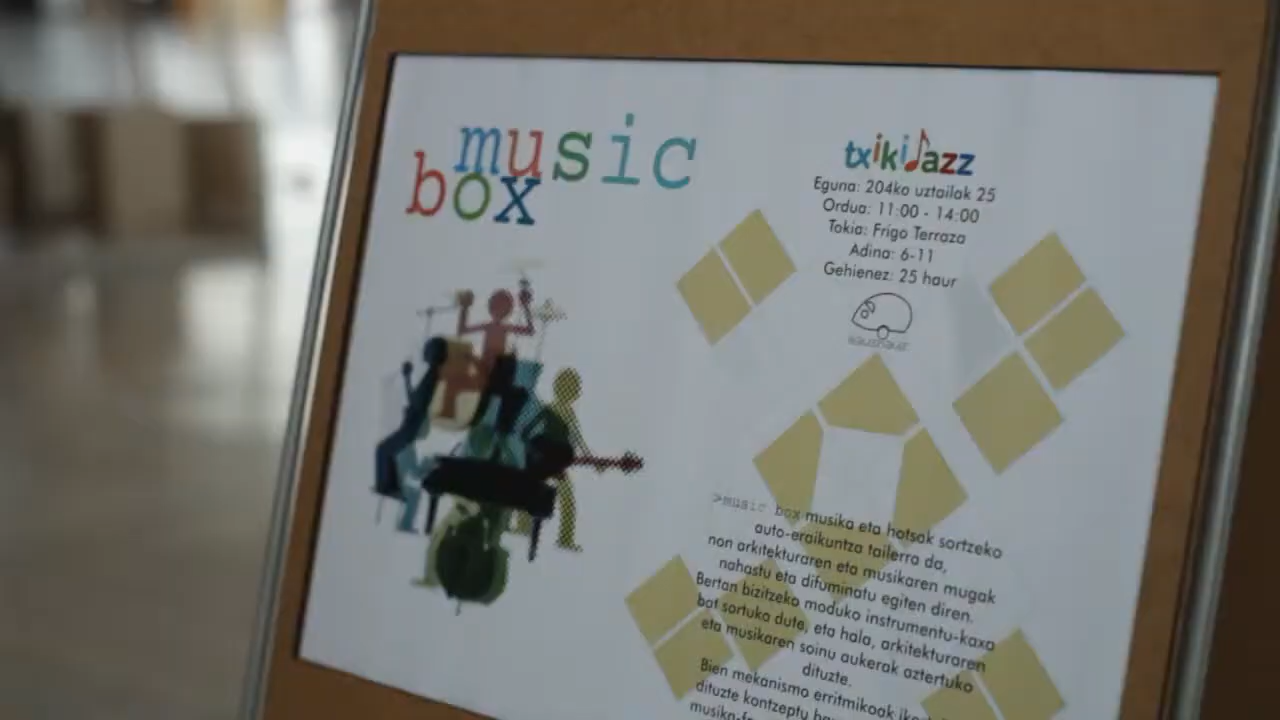 music
box
txikijazz
Eguna: 204ko uztailak 25
Ordua: 11:00 - 14:00
Tokia: Frigo Terraza
Adina: 6-11
Gehienez: 25 haur
>music box musika eta hotsak sortzeko
auto-eraikuntza tailerra da,
non arkitekturaren eta musikaren mugak
nahastu eta difuminatu egiten diren.
Bertan bizitzeko moduko instrumentu-kaxa
bat sortuko dute, eta hala, arkitekturaren
eta musikaren soinu aukerak aztertuko
dituzte.
Bien mekanismo erritmikoak
dituzte kontzeptu